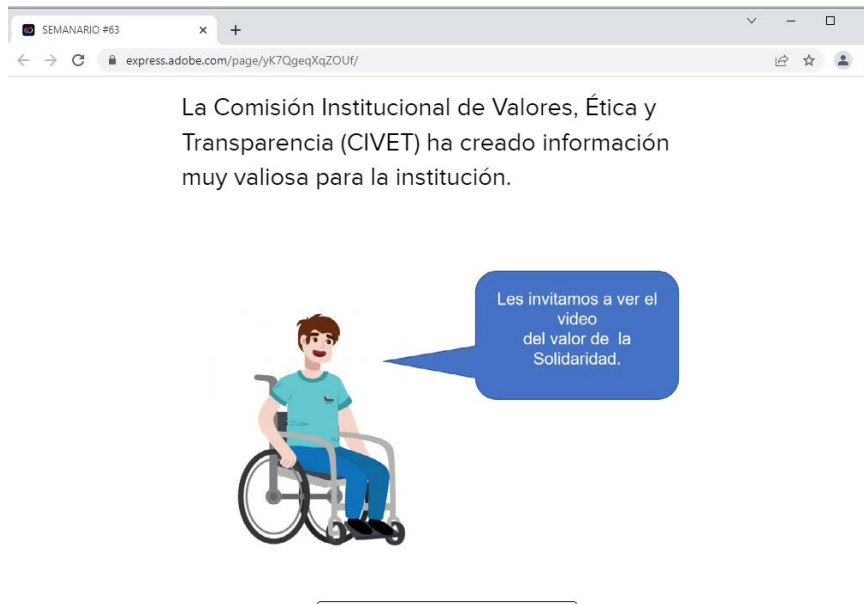 SEMANARIO #63
express.adobe.com/page/yK7QgeqXqZOUf/
La Comisión Institucional de Valores, Ética y
Transparencia (CIVET) ha creado información
muy valiosa para la institución.
Les invitamos a ver el
video
del valor de la
Solidaridad.